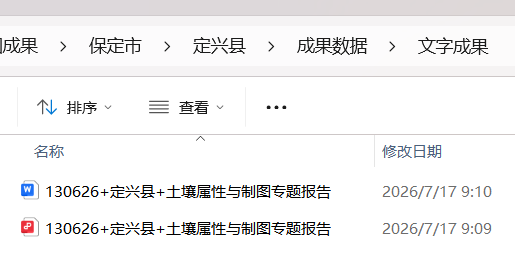 成果 › 保定市 › 定兴县 › 成果数据 › 文字成果
排序 查看 •••
名称 修改日期
130626+定兴县+土壤属性与制图专题报告 2026/7/17 9:10
130626+定兴县+土壤属性与制图专题报告 2026/7/17 9:09